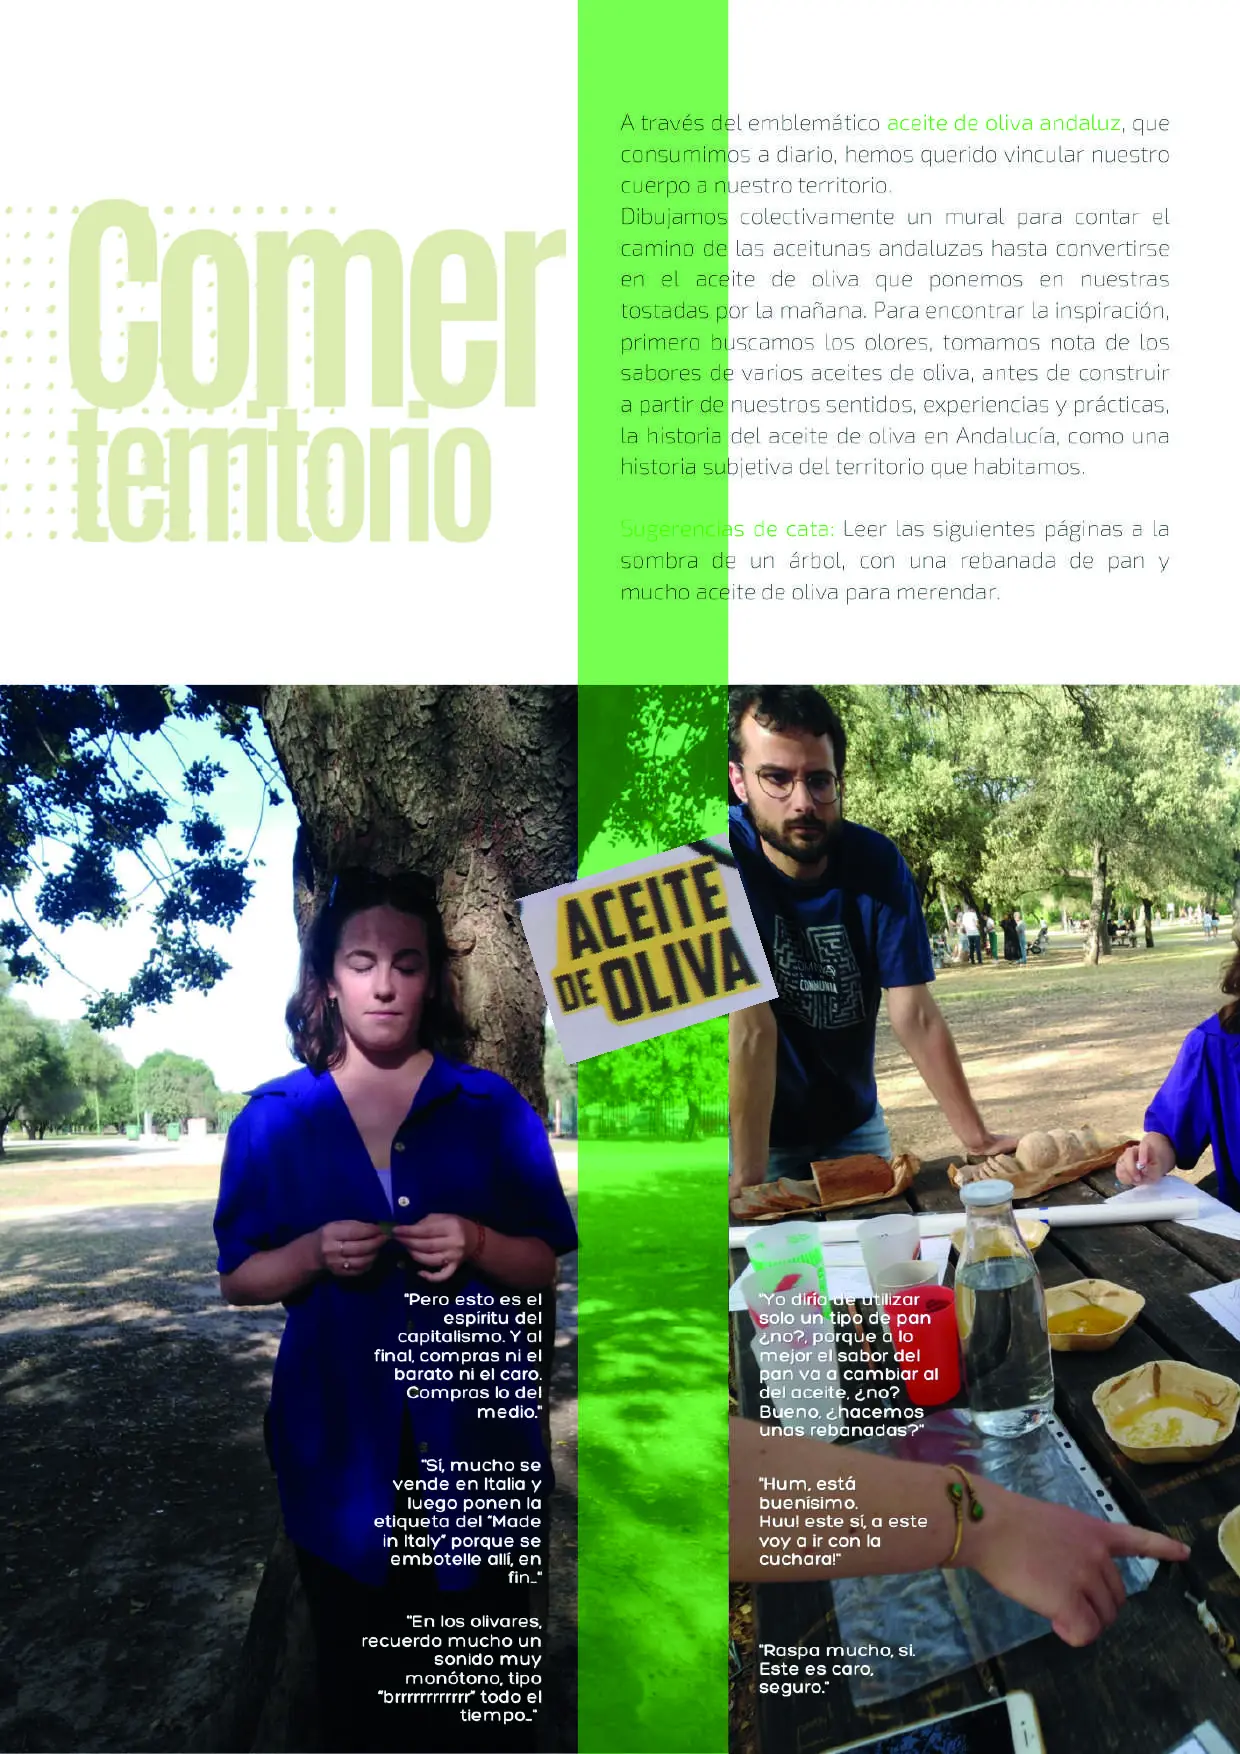 Comer
territorio
A través del emblemático aceite de oliva andaluz, que
consumimos a diario, hemos querido vincular nuestro
cuerpo a nuestro territorio.
Dibujamos colectivamente un mural para contar el
camino de las aceitunas andaluzas hasta convertirse
en el aceite de oliva que ponemos en nuestras
tostadas por la mañana. Para encontrar la inspiración,
primero buscamos los olores, tomamos nota de los
sabores de varios aceites de oliva, antes de construir
a partir de nuestros sentidos, experiencias y prácticas,
la historia del aceite de oliva en Andalucía, como una
historia subjetiva del territorio que habitamos.
Sugerencias de cata: Leer las siguientes páginas a la
sombra de un árbol, con una rebanada de pan y
mucho aceite de oliva para merendar.
ACEITE
DE OLIVA
COMMUNIA
"Pero esto es el
espíritu del
capitalismo. Y al
final, compras ni el
barato ni el caro.
Compras lo del
medio."
"Sí, mucho se
vende en Italia y
luego ponen la
etiqueta del "Made
in Italy" porque se
embotelle allí, en
fin..."
"En los olivares,
recuerdo mucho un
sonido muy
monótono, tipo
"brrrrrrrrrrrr" todo el
tiempo..."
"Yo diría de utilizar
solo un tipo de pan
¿no?, porque a lo
mejor el sabor del
pan va a cambiar al
del aceite, ¿no?
Bueno, ¿hacemos
unas rebanadas?"
"Hum, está
buenísimo.
Huu! este sí, a este
voy a ir con la
cuchara!"
"Raspa mucho, si.
Este es caro,
seguro."